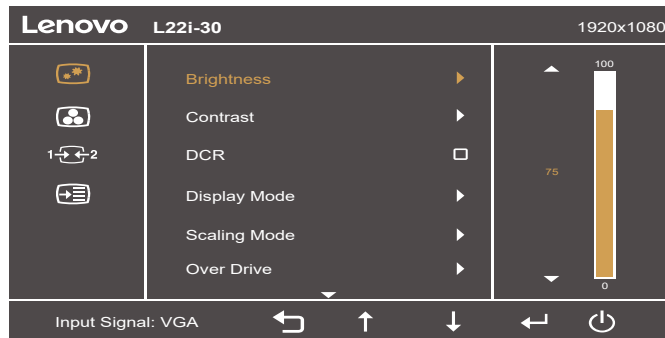 Lenovo L22i-30 1920x1080
Brightness
Contrast
1 2 DCR
Display Mode
Scaling Mode
Over Drive
100
75
0
Input Signal: VGA